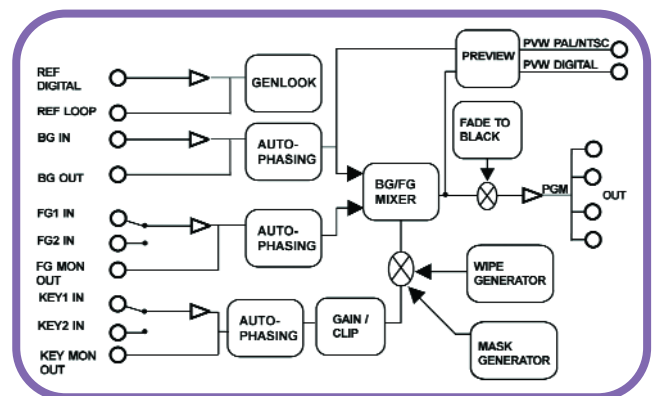 REF
DIGITAL
REF LOOP
BG IN
BG OUT
FG1 IN
FG2 IN
FG MON
OUT
KEY1 IN
KEY2 IN
KEY MON
OUT
GENLOOK
AUTO-
PHASING
AUTO-
PHASING
AUTO-
PHASING
GAIN /
CLIP
BG/FG
MIXER
PREVIEW
PVW PAL/NTSC
PVW DIGITAL
FADE TO
BLACK
PGM
OUT
WIPE
GENERATOR
MASK
GENERATOR